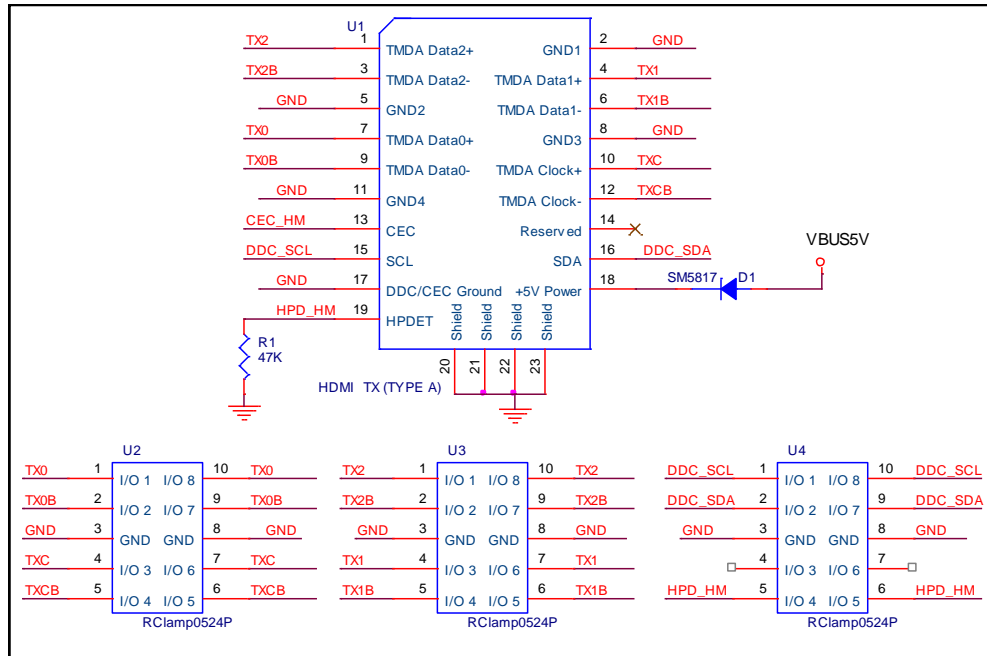 U1
TX2 1 TMDA Data2+ GND1 2 GND
TX2B 3 TMDA Data2- TMDA Data1+ 4 TX1
GND 5 GND2 TMDA Data1- 6 TX1B
TX0 7 TMDA Data0+ GND3 8 GND
TX0B 9 TMDA Data0- TMDA Clock+ 10 TXC
GND 11 GND4 TMDA Clock- 12 TXCB
CEC_HM 13 CEC Reserved 14
DDC_SCL 15 SCL SDA 16 DDC_SDA
VBUS5V
GND 17 DDC/CEC Ground +5V Power 18 SM5817 D1
HPD_HM 19 HPDET Shield Shield Shield Shield
R1
47K
20 21 22 23
HDMI TX (TYPE A)
U2
TX0 1 I/O 1 I/O 8 10 TX0
TX0B 2 I/O 2 I/O 7 9 TX0B
GND 3 GND GND 8 GND
TXC 4 I/O 3 I/O 6 7 TXC
TXCB 5 I/O 4 I/O 5 6 TXCB
RClamp0524P
U3
TX2 1 I/O 1 I/O 8 10 TX2
TX2B 2 I/O 2 I/O 7 9 TX2B
GND 3 GND GND 8 GND
TX1 4 I/O 3 I/O 6 7 TX1
TX1B 5 I/O 4 I/O 5 6 TX1B
RClamp0524P
U4
DDC_SCL 1 I/O 1 I/O 8 10 DDC_SCL
DDC_SDA 2 I/O 2 I/O 7 9 DDC_SDA
GND 3 GND GND 8 GND
4 I/O 3 I/O 6 7
HPD_HM 5 I/O 4 I/O 5 6 HPD_HM
RClamp0524P